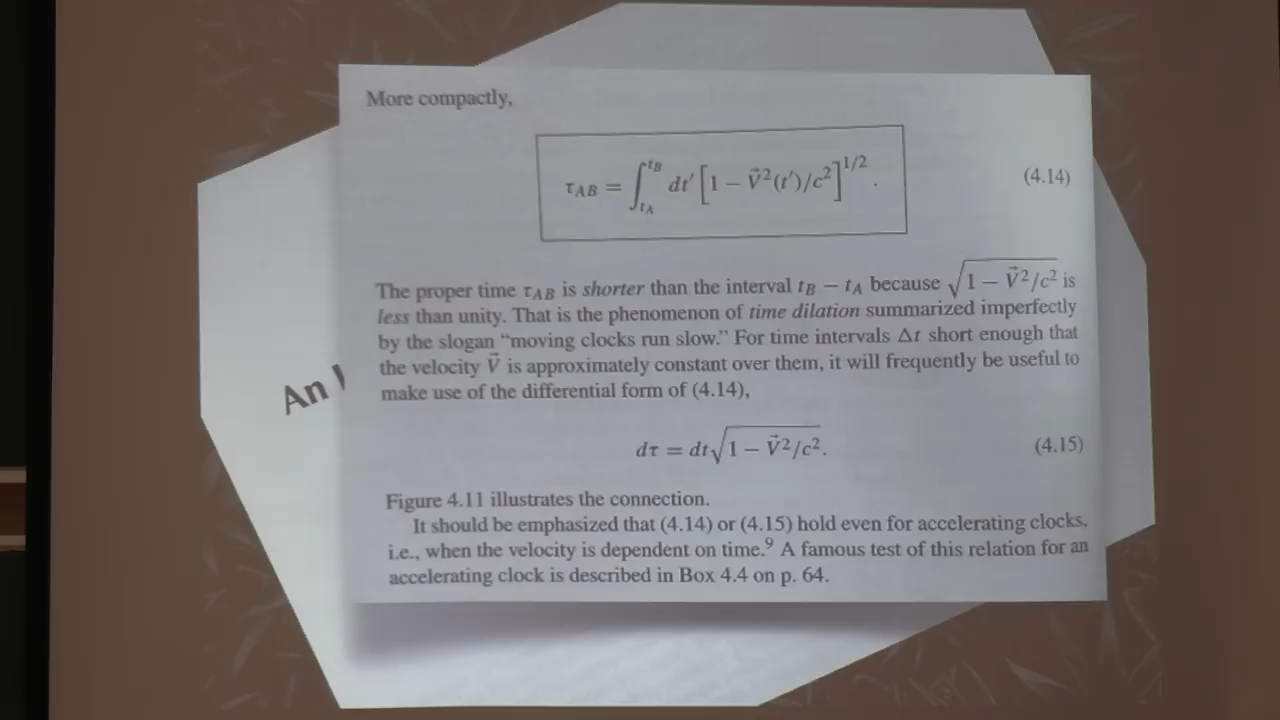 More compactly,
τ_AB = ∫_{t_A}^{t_B} dt′ [1 − V⃗²(t′)/c²]^{1/2} . (4.14)
The proper time τ_AB is shorter than the interval t_B − t_A because √(1 − V⃗²/c²) is
less than unity. That is the phenomenon of time dilation summarized imperfectly
by the slogan “moving clocks run slow.” For time intervals Δt short enough that
the velocity V⃗ is approximately constant over them, it will frequently be useful to
make use of the differential form of (4.14),
An
dτ = dt√(1 − V⃗²/c²). (4.15)
Figure 4.11 illustrates the connection.
It should be emphasized that (4.14) or (4.15) hold even for accelerating clocks,
i.e., when the velocity is dependent on time.⁹ A famous test of this relation for an
accelerating clock is described in Box 4.4 on p. 64.